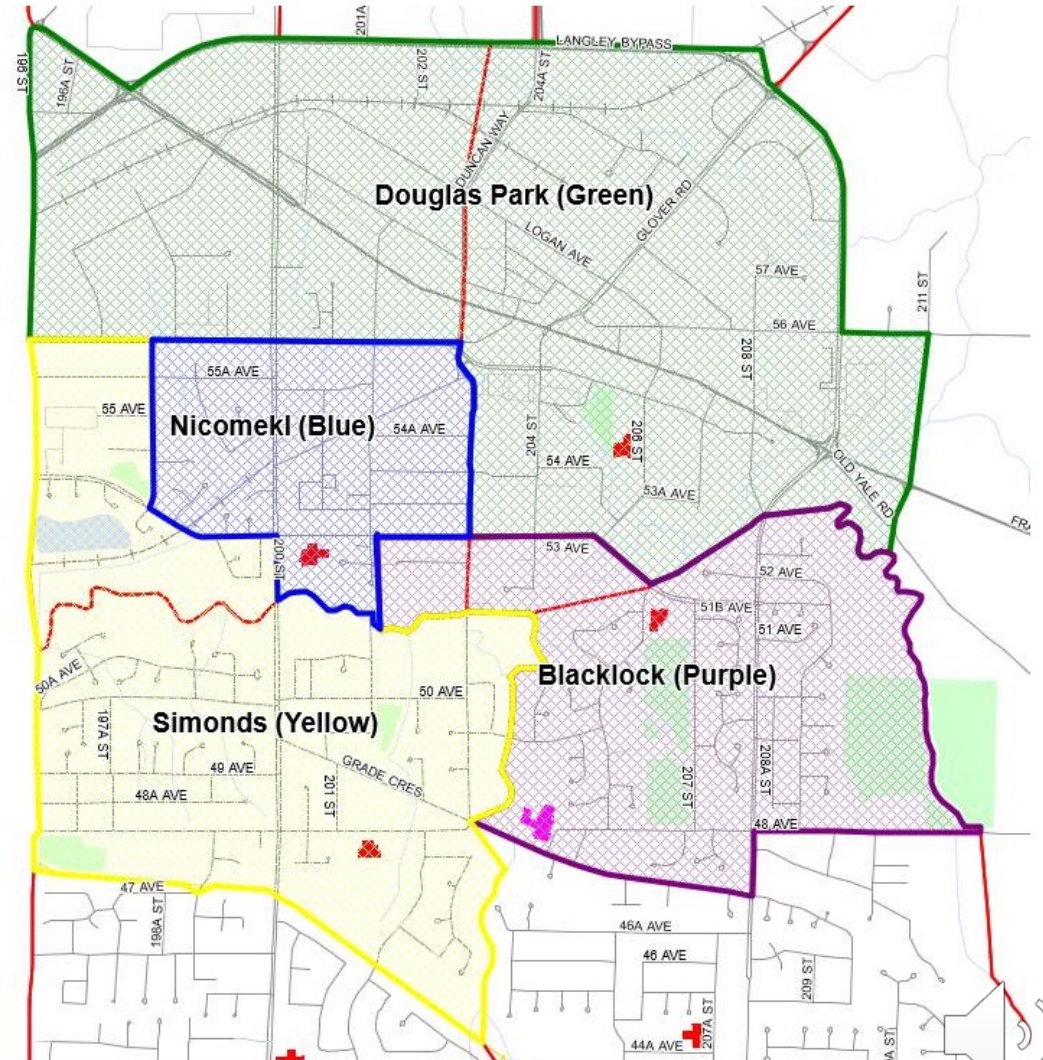 201A
LANGLEY BYPASS
198 ST
196A ST
202 ST
204A ST
DUNCAN WAY
Douglas Park (Green)
GLOVER RD
LOGAN AVE
57 AVE
211 ST
56 AVE
208 ST
55A AVE
55 AVE
Nicomekl (Blue)
54A AVE
204 ST
206 ST
54 AVE
53A AVE
OLD YALE RD
FRA
53 AVE
200 ST
52 AVE
51B AVE
51 AVE
50A AVE
50 AVE
Blacklock (Purple)
Simonds (Yellow)
197A ST
49 AVE
GRADE CRES
48A AVE
201 ST
207 ST
208A ST
48 AVE
47 AVE
198A ST
46A AVE
46 AVE
209 ST
207A ST
44A AVE
A ST